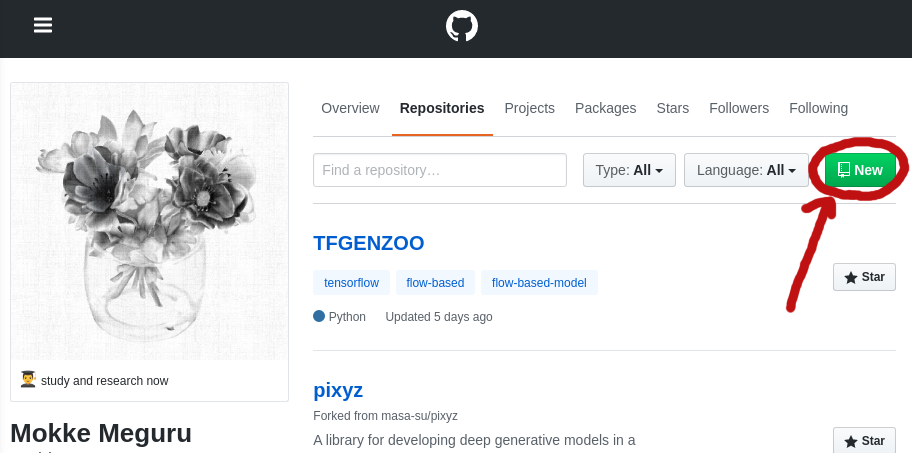 Overview Repositories Projects Packages Stars Followers Following
Find a repository… Type: All Language: All New
TFGENZOO
tensorflow flow-based flow-based-model
Star
Python Updated 5 days ago
study and research now
pixyz
Forked from masa-su/pixyz
Mokke Meguru
A library for developing deep generative models in a
Star